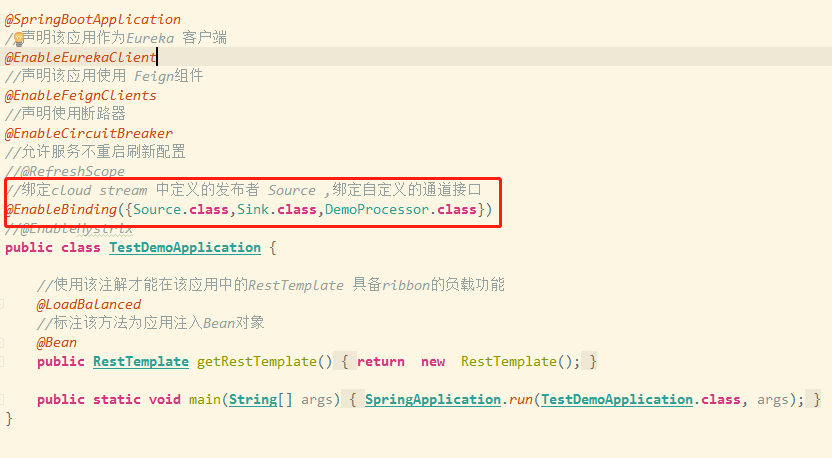 @SpringBootApplication
//声明该应用作为Eureka 客户端
@EnableEurekaClient
//声明该应用使用 Feign组件
@EnableFeignClients
//声明使用断路器
@EnableCircuitBreaker
//允许服务不重启刷新配置
//@RefreshScope
//绑定cloud stream 中定义的发布者 Source ,绑定自定义的通道接口
@EnableBinding({Source.class,Sink.class,DemoProcessor.class})
//@EnableHystrix
public class TestDemoApplication {
//使用该注解才能在该应用中的RestTemplate 具备ribbon的负载功能
@LoadBalanced
//标注该方法为应用注入Bean对象
@Bean
public RestTemplate getRestTemplate() { return new RestTemplate(); }
public static void main(String[] args) { SpringApplication.run(TestDemoApplication.class, args); }
}